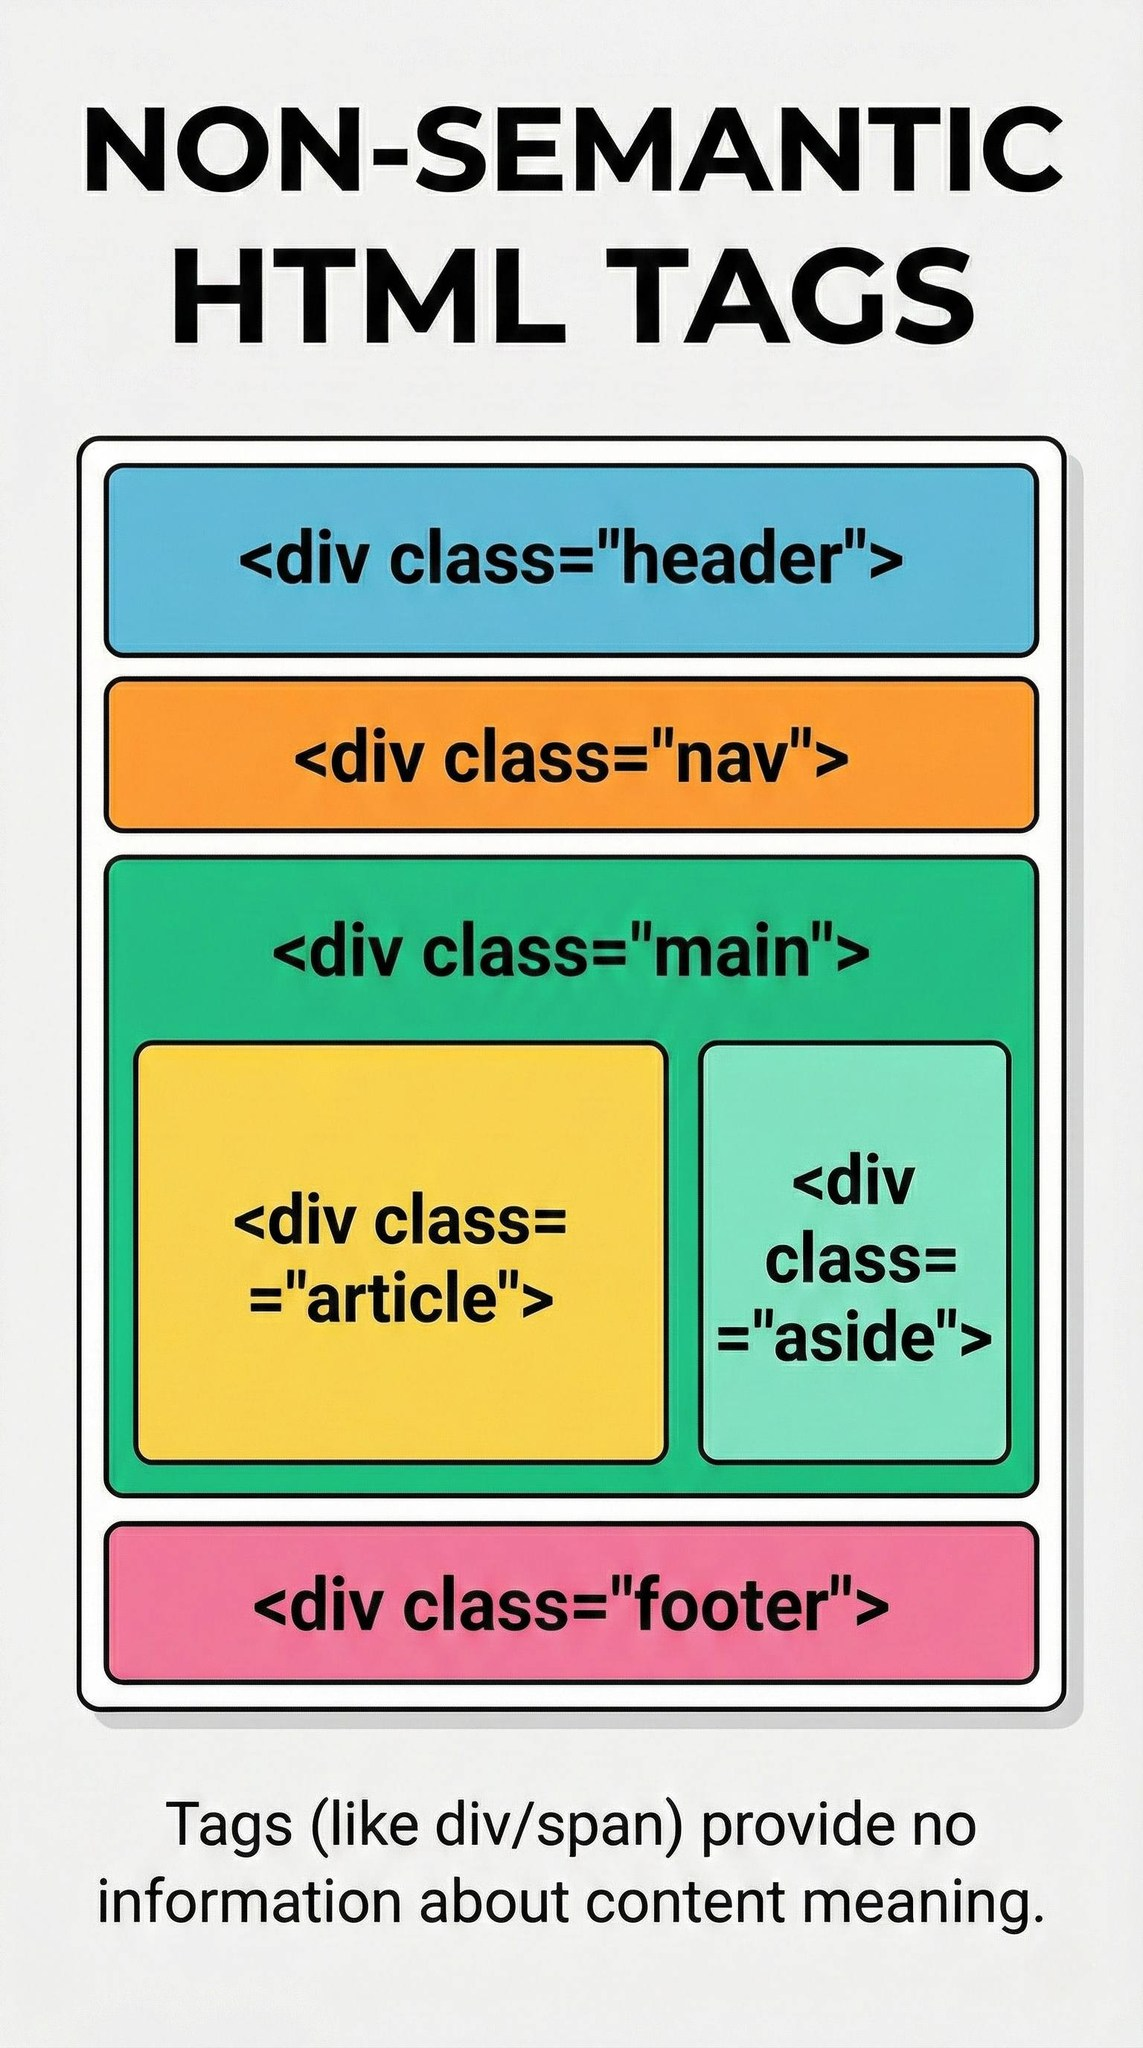 NON-SEMANTIC
HTML TAGS
<div class="header">
<div class="nav">
<div class="main">
<div class=
="article">
<div
class=
="aside">
<div class="footer">
Tags (like div/span) provide no
information about content meaning.